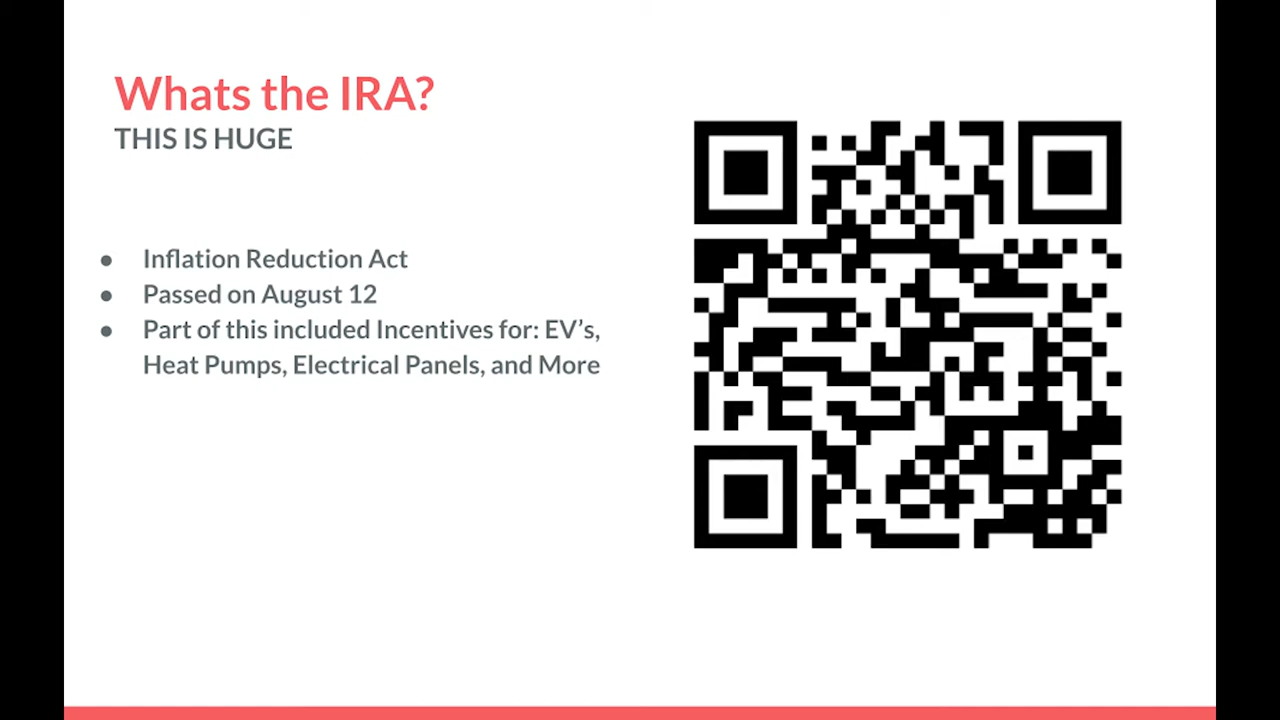 Whats the IRA?
THIS IS HUGE
● Inflation Reduction Act
● Passed on August 12
● Part of this included Incentives for: EV's,
Heat Pumps, Electrical Panels, and More